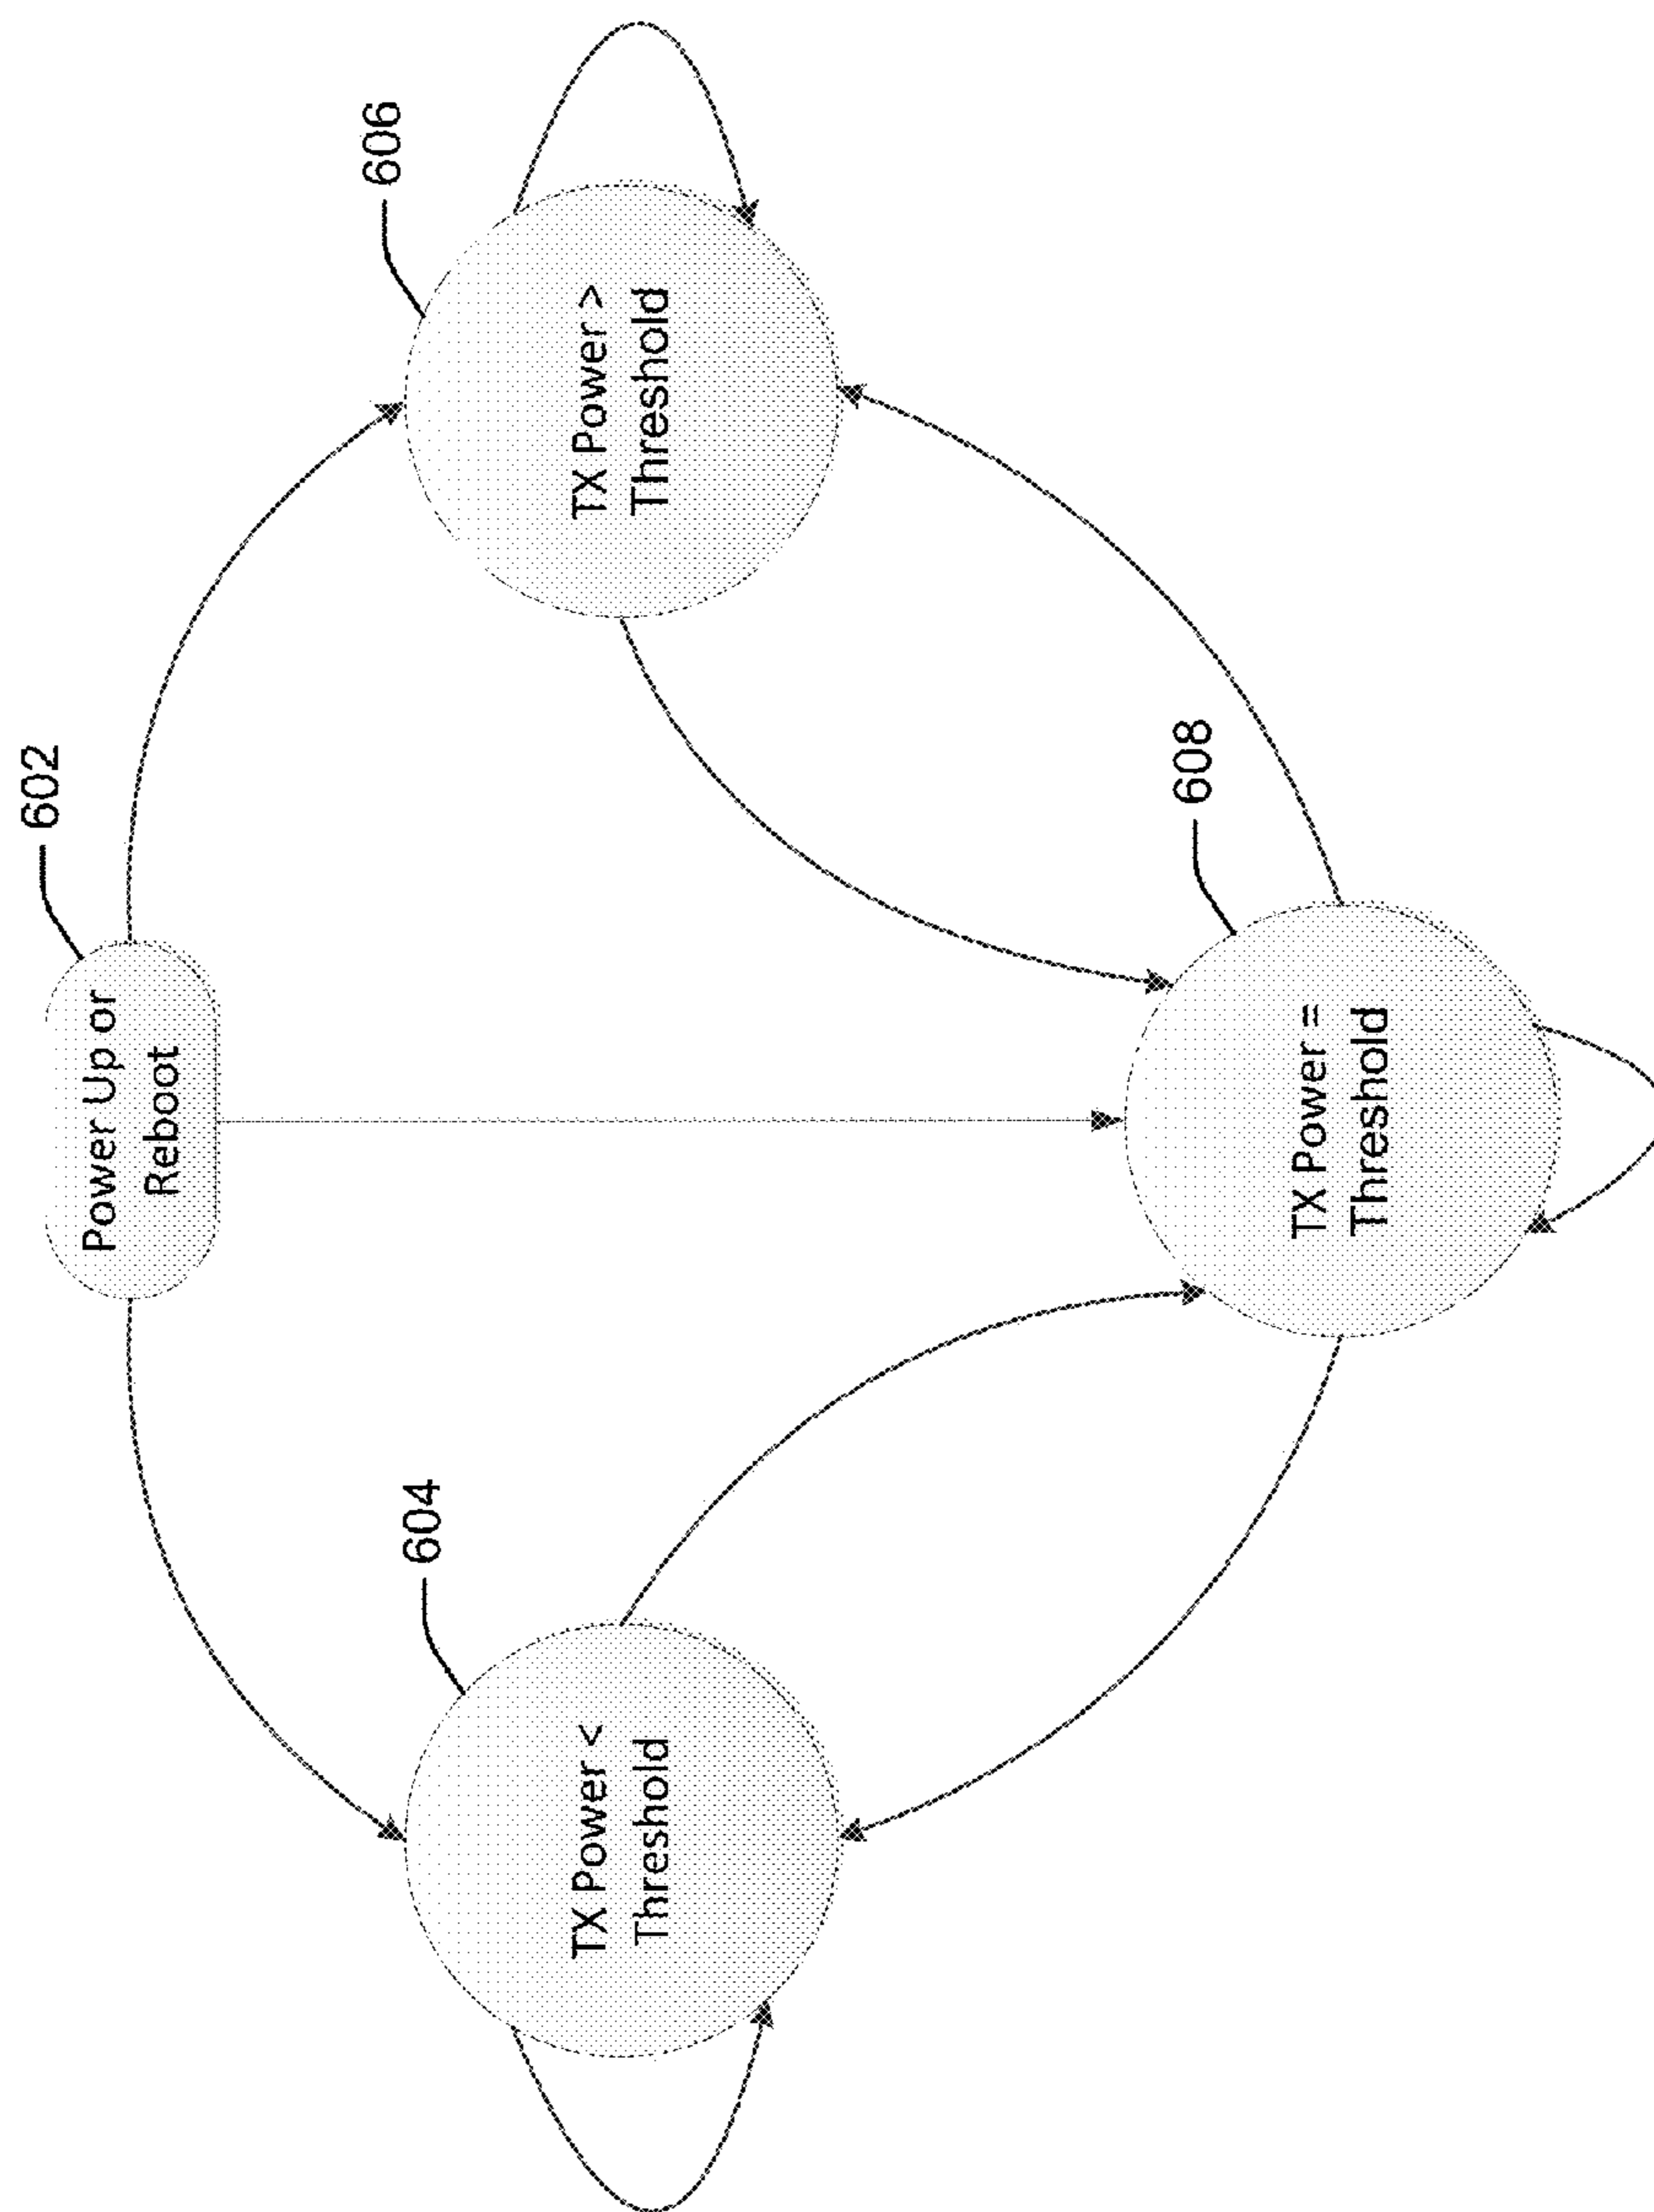 602
Power Up or
Reboot
604
TX Power <
Threshold
606
TX Power >
Threshold
608
TX Power =
Threshold